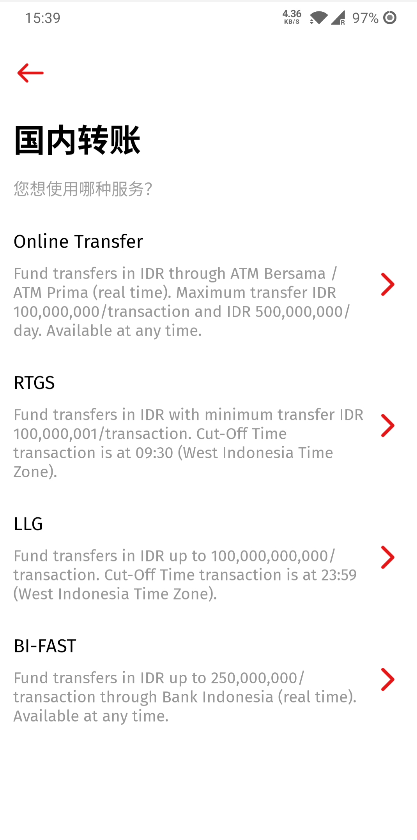 15:39
4.36
KB/S
R
97%
国内转账
您想使用哪种服务?
Online Transfer
Fund transfers in IDR through ATM Bersama /
ATM Prima (real time). Maximum transfer IDR
100,000,000/transaction and IDR 500,000,000/
day. Available at any time.
RTGS
Fund transfers in IDR with minimum transfer IDR
100,000,001/transaction. Cut-Off Time
transaction is at 09:30 (West Indonesia Time
Zone).
LLG
Fund transfers in IDR up to 100,000,000,000/
transaction. Cut-Off Time transaction is at 23:59
(West Indonesia Time Zone).
BI-FAST
Fund transfers in IDR up to 250,000,000/
transaction through Bank Indonesia (real time).
Available at any time.